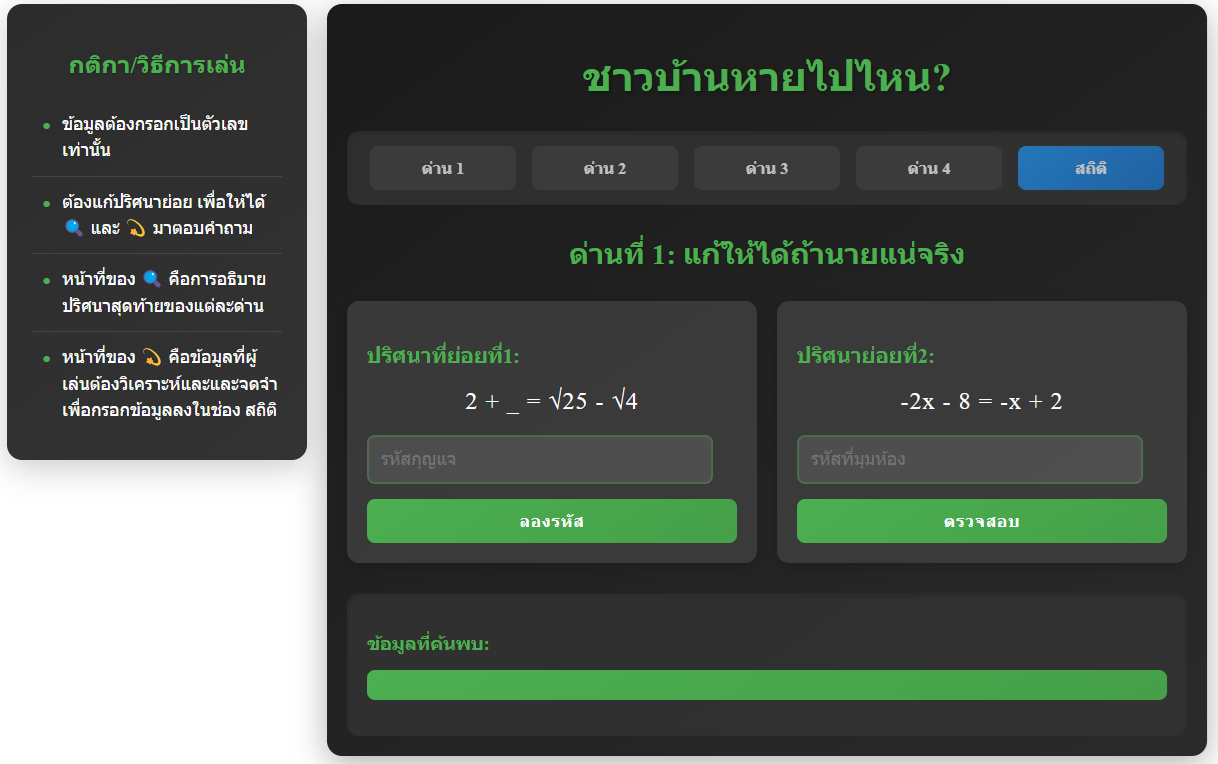 กติกา/วิธีการเล่น
ข้อมูลต้องกรอกเป็นตัวเลข
เท่านั้น
ต้องแก้ปริศนาย่อย เพื่อให้ได้
🔍 และ 💫 มาตอบคำถาม
หน้าที่ของ 🔍 คือการอธิบาย
ปริศนาสุดท้ายของแต่ละด่าน
หน้าที่ของ 💫 คือข้อมูลที่ผู้
เล่นต้องวิเคราะห์และและจดจำ
เพื่อกรอกข้อมูลลงในช่อง สถิติ
ชาวบ้านหายไปไหน?
ด่าน 1
ด่าน 2
ด่าน 3
ด่าน 4
สถิติ
ด่านที่ 1: แก้ให้ได้ถ้านายแน่จริง
ปริศนาที่ย่อยที่1:
2 + _ = √25 - √4
รหัสกุญแจ
ลองรหัส
ปริศนาย่อยที่2:
-2x - 8 = -x + 2
รหัสที่มุมห้อง
ตรวจสอบ
ข้อมูลที่ค้นพบ: